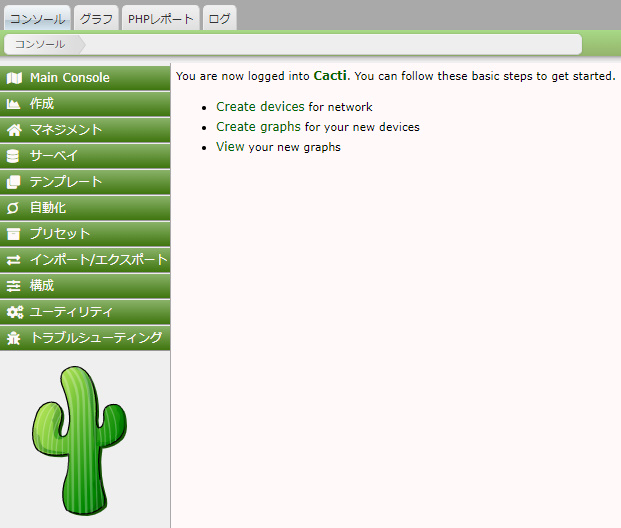 コンソール グラフ PHPレポート ログ
コンソール
Main Console
作成
マネジメント
サーベイ
テンプレート
自動化
プリセット
インポート/エクスポート
構成
ユーティリティ
トラブルシューティング
You are now logged into Cacti. You can follow these basic steps to get started.
Create devices for network
Create graphs for your new devices
View your new graphs